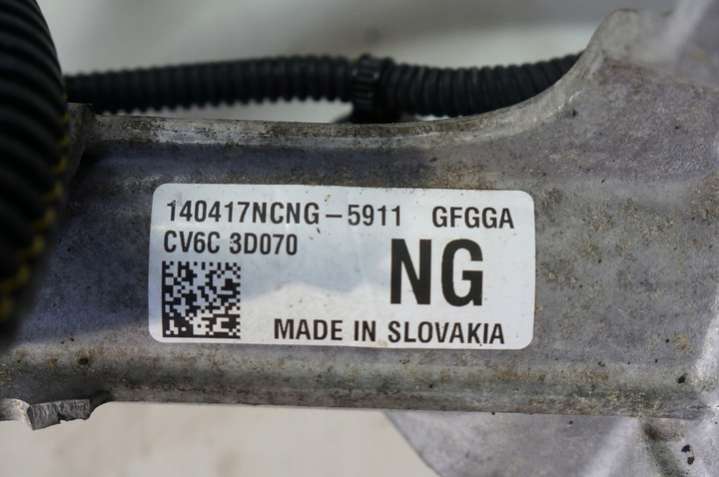 140417NCNG-5911 GFGGA
CV6C 3D070
NG
MADE IN SLOVAKIA